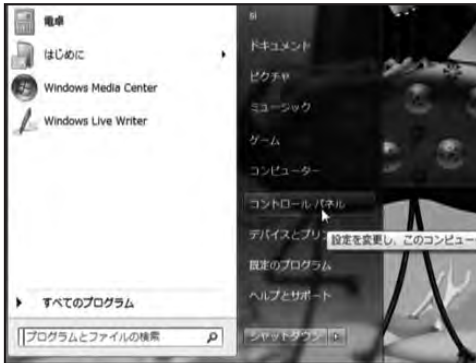 電卓
はじめに
Windows Media Center
Windows Live Writer
すべてのプログラム
プログラムとファイルの検索
si
ドキュメント
ピクチャ
ミュージック
ゲーム
コンピューター
コントロール パネル
デバイスとプリン
設定を変更し、このコンピュー
既定のプログラム
ヘルプとサポート
シャットダウン